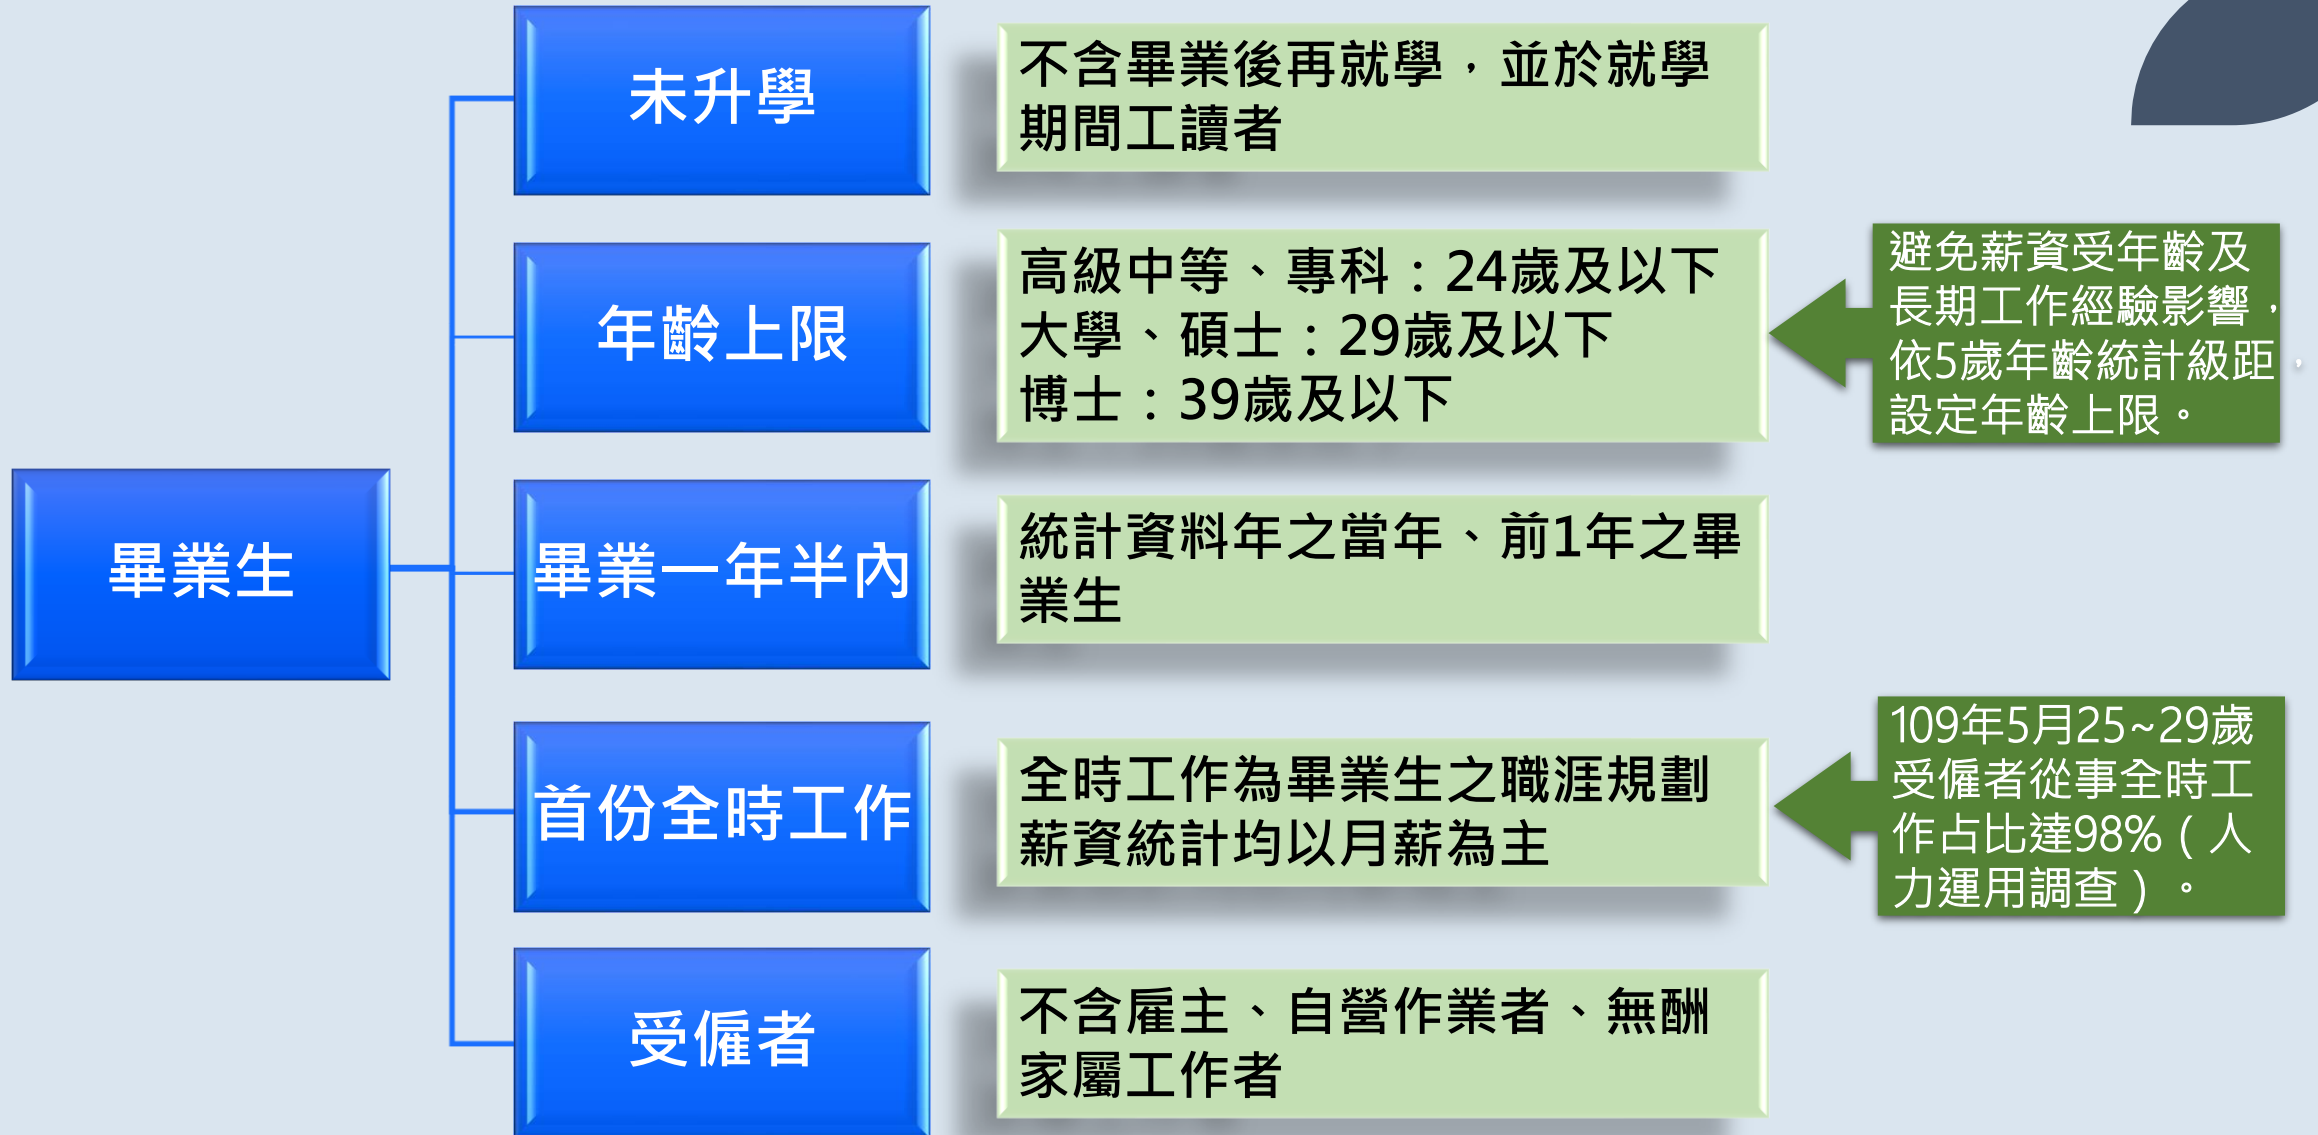 未升學
不含畢業後再就學，並於就學
期間工讀者
年齡上限
高級中等、專科：24歲及以下
大學、碩士：29歲及以下
博士：39歲及以下
避免薪資受年齡及
長期工作經驗影響，
依5歲年齡統計級距，
設定年齡上限。
畢業生
畢業一年半內
統計資料年之當年、前1年之畢
業生
首份全時工作
全時工作為畢業生之職涯規劃
薪資統計均以月薪為主
109年5月25~29歲
受僱者從事全時工
作占比達98%（人
力運用調查）。
受僱者
不含雇主、自營作業者、無酬
家屬工作者